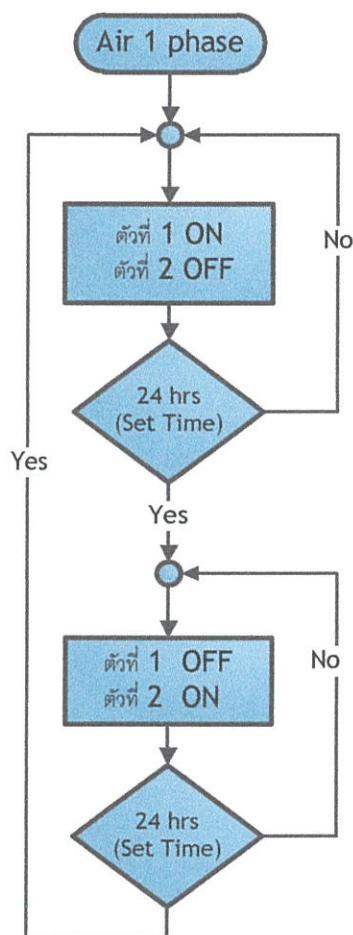 Air 1 phase
ตัวที่ 1 ON
ตัวที่ 2 OFF
No
24 hrs
(Set Time)
Yes
Yes
ตัวที่ 1 OFF
ตัวที่ 2 ON
No
24 hrs
(Set Time)